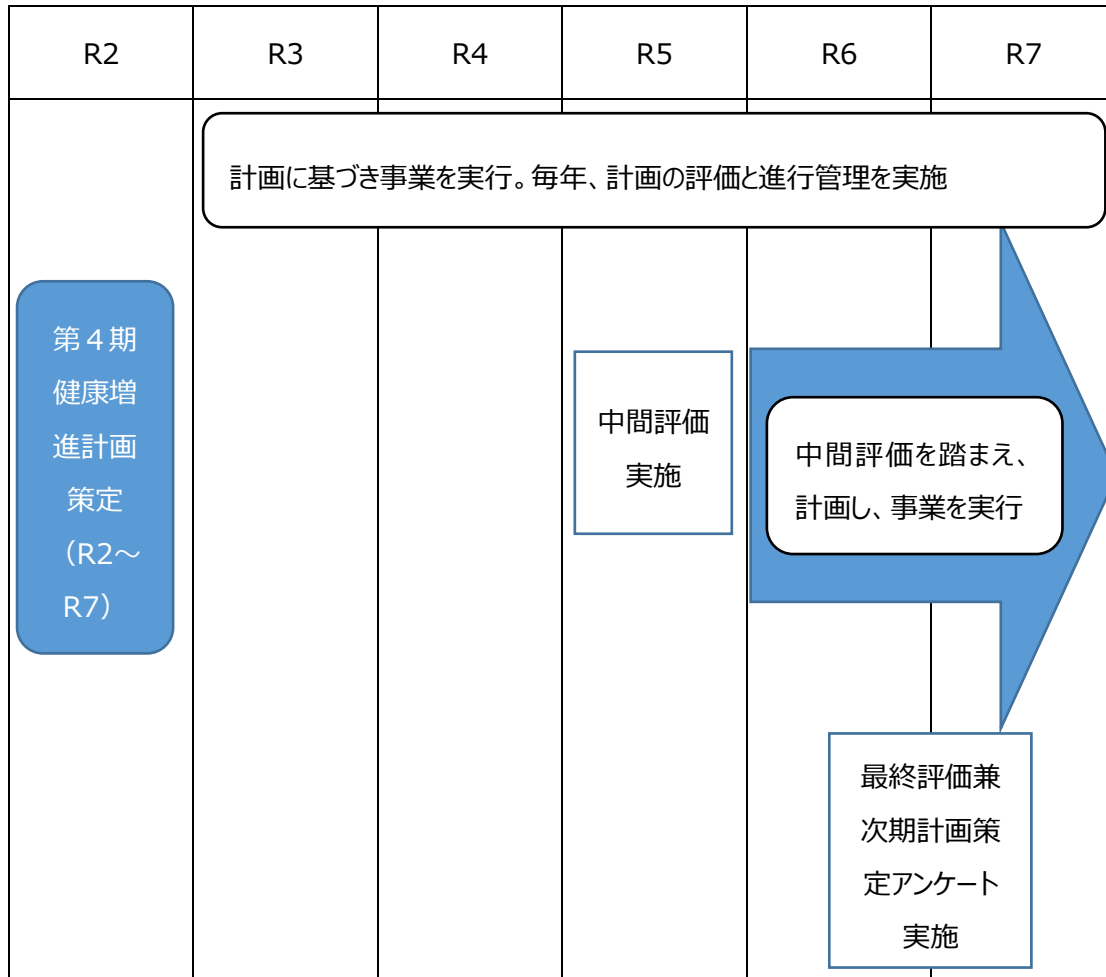 R2 R3 R4 R5 R6 R7
計画に基づき事業を実行。毎年、計画の評価と進行管理を実施
第４期
健康増
進計画
策定
（R2～
R7）
中間評価
実施
中間評価を踏まえ、
計画し、事業を実行
最終評価兼
次期計画策
定アンケート
実施